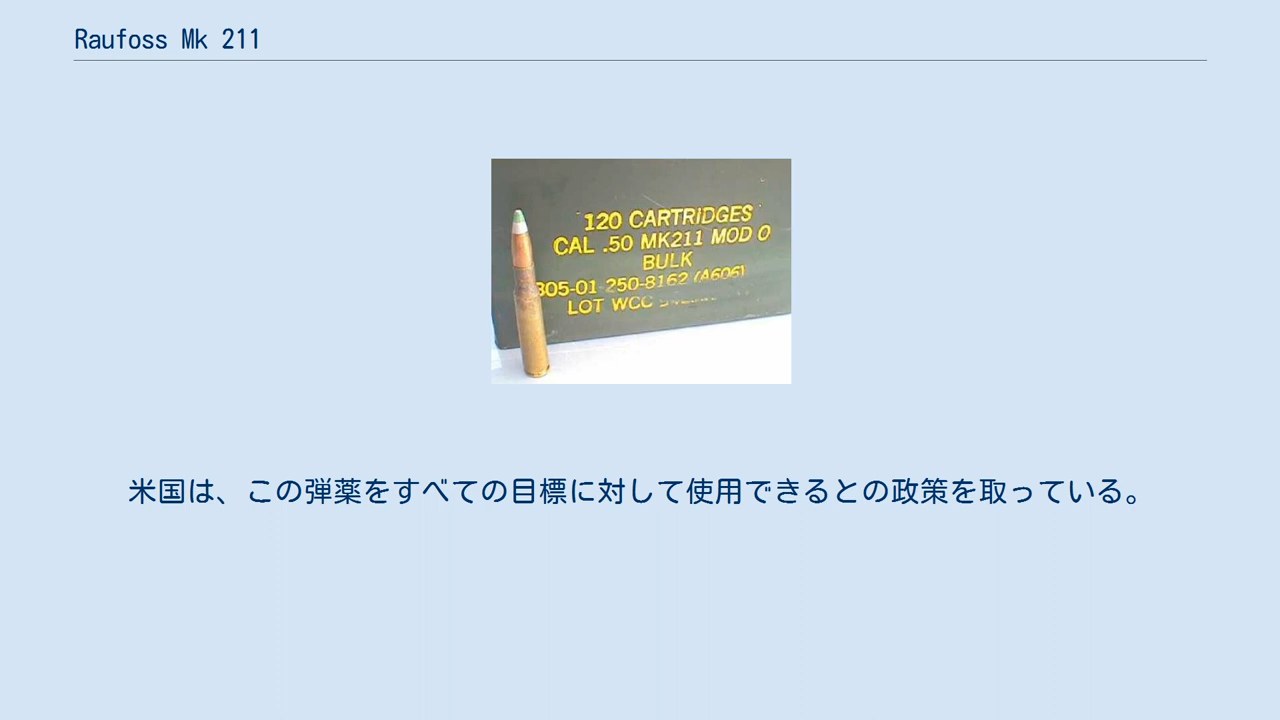 Raufoss Mk 211
120 CARTRIDGES
CAL .50 MK211 MOD 0
BULK
305-01-250-8162 (A606)
LOT WCC
米国は、この弾薬をすべての目標に対して使用できるとの政策を取っている。